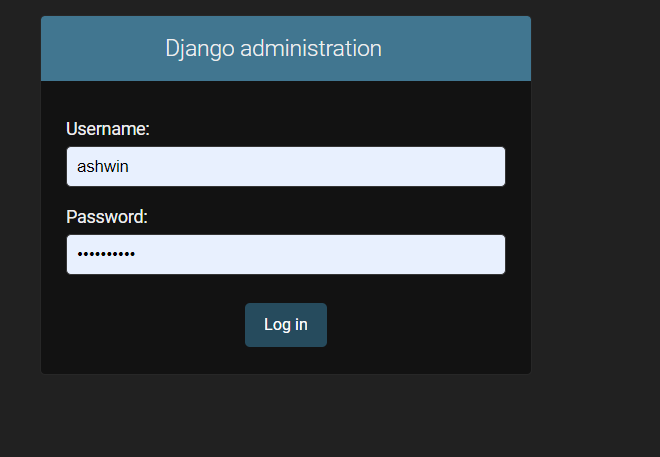 Django administration
Username:
ashwin
Password:
••••••••••
Log in